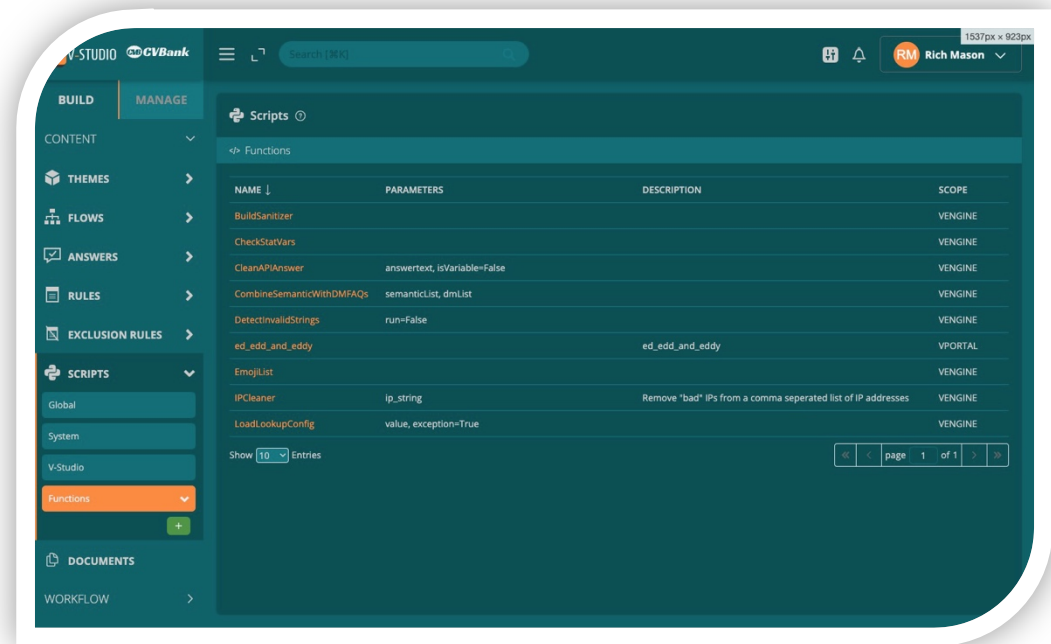 V-STUDIO CVBank
Search [⌘K]
1537px × 923px
RM Rich Mason
BUILD MANAGE
CONTENT
THEMES
FLOWS
ANSWERS
RULES
EXCLUSION RULES
SCRIPTS
Global
System
V-Studio
Functions
+
DOCUMENTS
WORKFLOW
Scripts
</> Functions
NAME ↓ PARAMETERS DESCRIPTION SCOPE
BuildSanitizer VENGINE
CheckStatVars VENGINE
CleanAPIAnswer answertext, isVariable=False VENGINE
CombineSemanticWithDMFAQs semanticList, dmList VENGINE
DetectInvalidStrings run=False VENGINE
ed_edd_and_eddy ed_edd_and_eddy VPORTAL
EmojiList VENGINE
IPCleaner ip_string Remove "bad" IPs from a comma seperated list of IP addresses VENGINE
LoadLookupConfig value, exception=True VENGINE
Show 10 Entries
« < page 1 of 1 > »